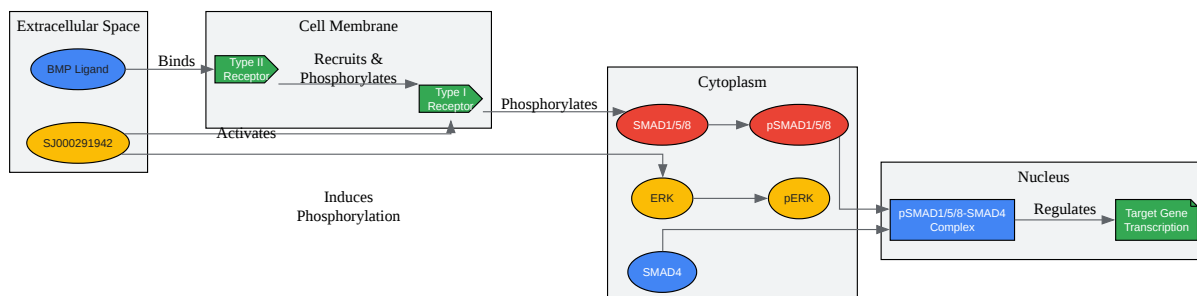 Extracellular Space
BMP Ligand
SJ000291942
Binds
Cell Membrane
Type II
Receptor
Recruits &
Phosphorylates
Type I
Receptor
Activates
Phosphorylates
Induces
Phosphorylation
Cytoplasm
SMAD1/5/8
pSMAD1/5/8
ERK
pERK
SMAD4
Nucleus
pSMAD1/5/8-SMAD4
Complex
Regulates
Target Gene
Transcription